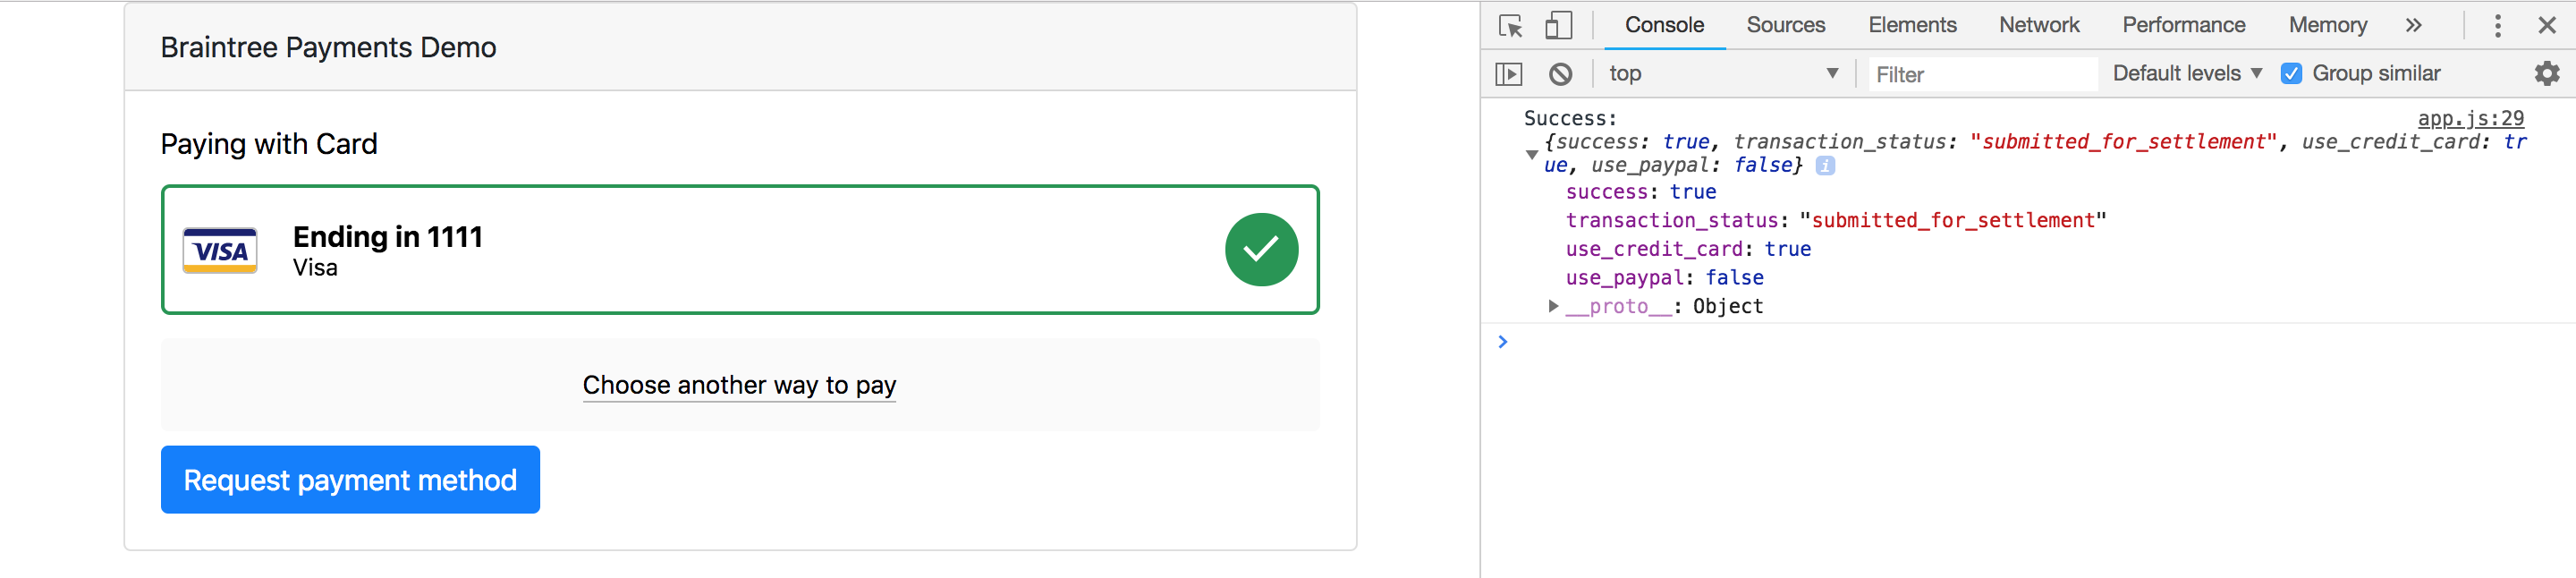 Braintree Payments Demo
Paying with Card
VISA
Ending in 1111
Visa
Choose another way to pay
Request payment method
Console Sources Elements Network Performance Memory »
top Filter Default levels Group similar
Success: app.js:29
{success: true, transaction_status: "submitted_for_settlement", use_credit_card: tr
ue, use_paypal: false} i
success: true
transaction_status: "submitted_for_settlement"
use_credit_card: true
use_paypal: false
__proto__: Object
>